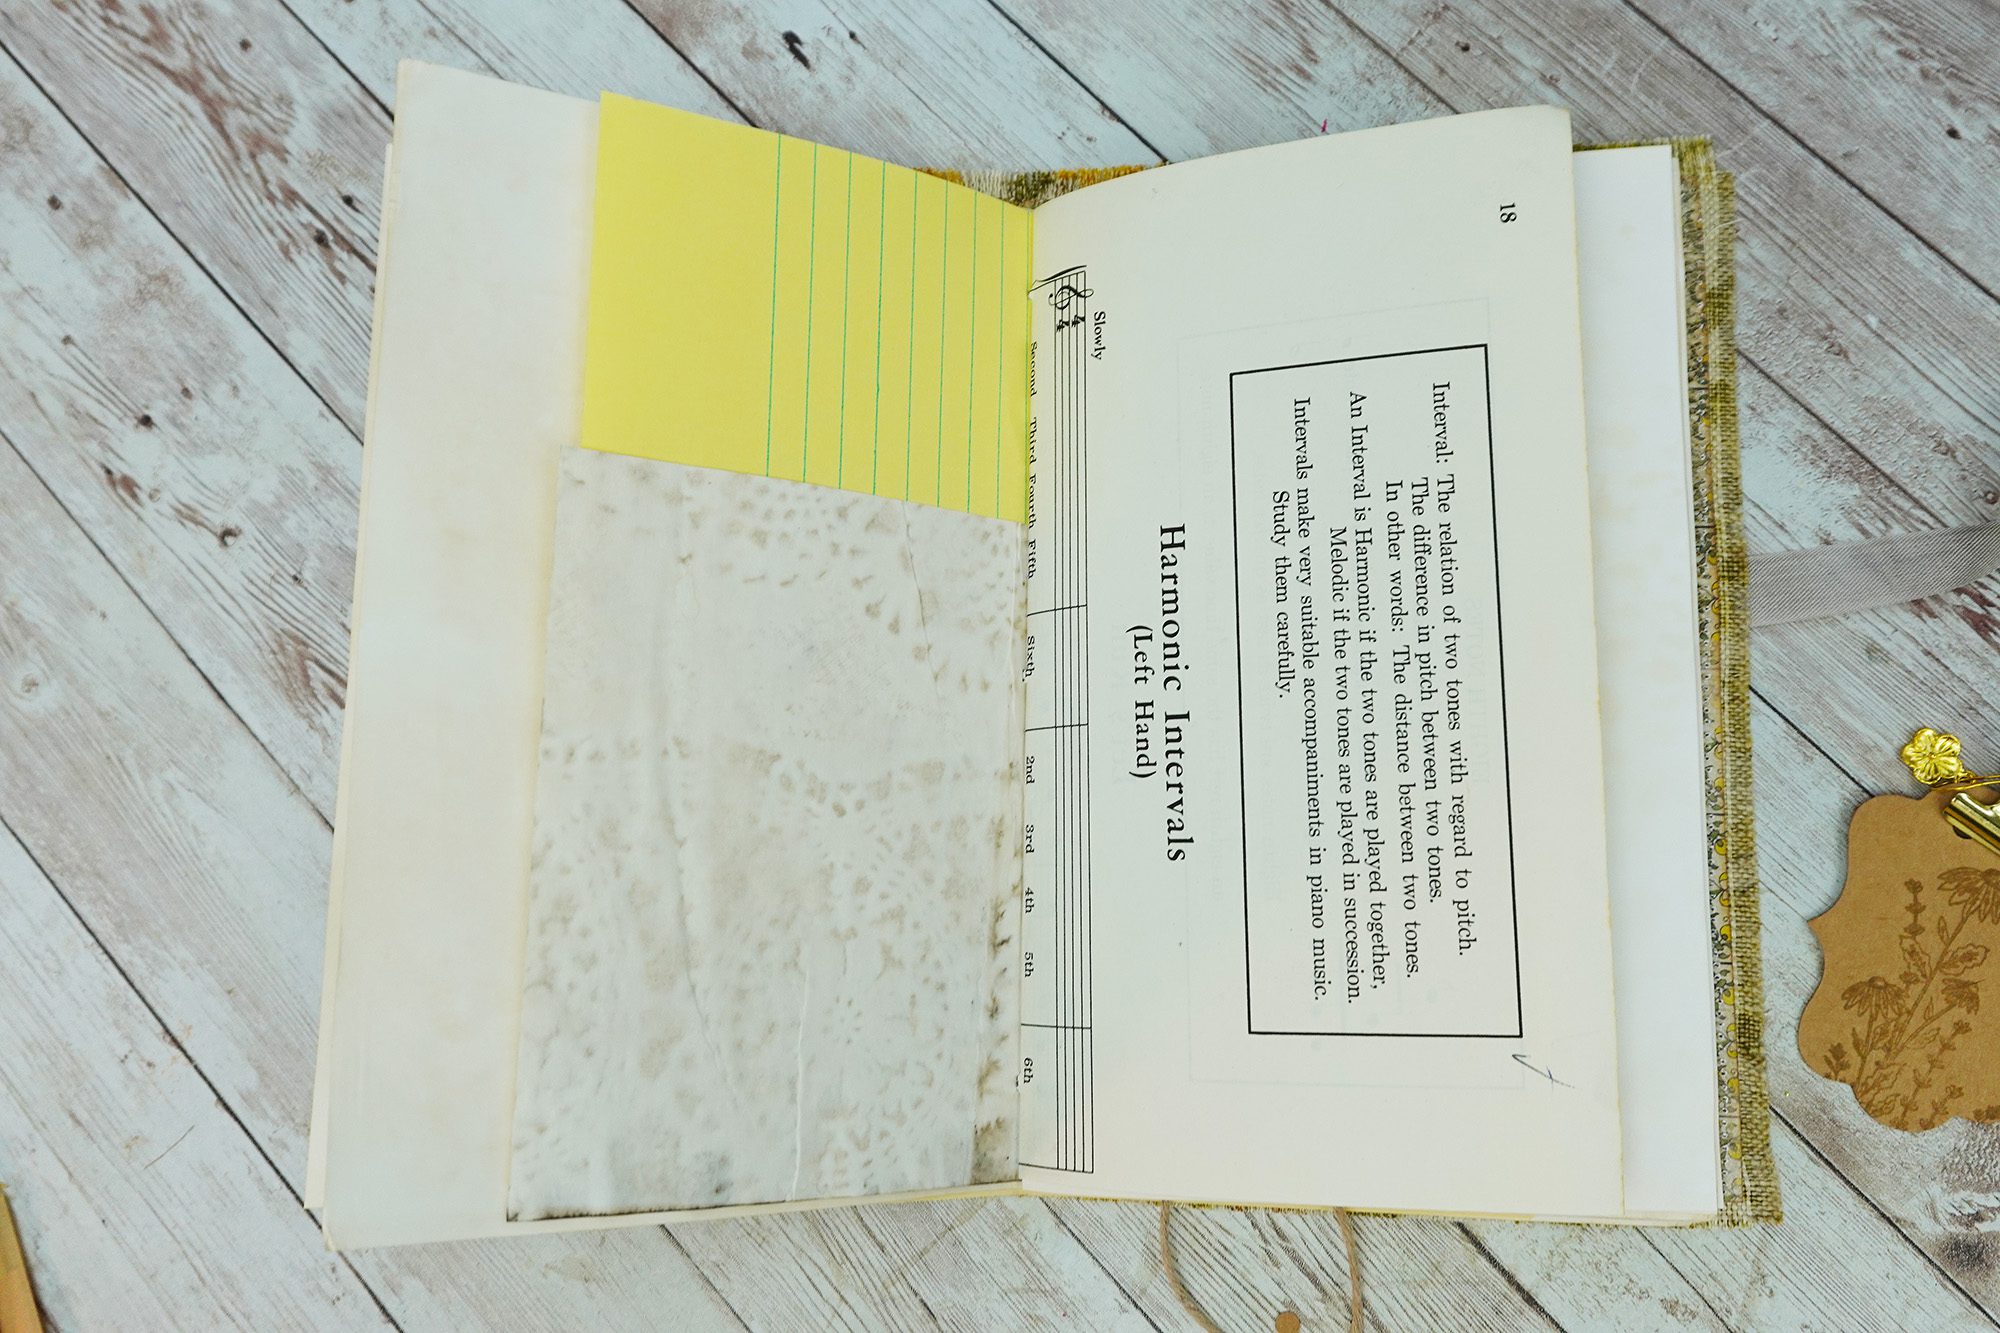 18
Interval: The relation of two tones with regard to pitch.
The difference in pitch between two tones.
In other words: The distance between two tones.
An Interval is Harmonic if the two tones are played together,
Melodic if the two tones are played in succession.
Intervals make very suitable accompaniments in piano music.
Study them carefully.
Harmonic Intervals
(Left Hand)
Slowly
4
4
Second Third Fourth Fifth Sixth 2nd 3rd 4th 5th 6th